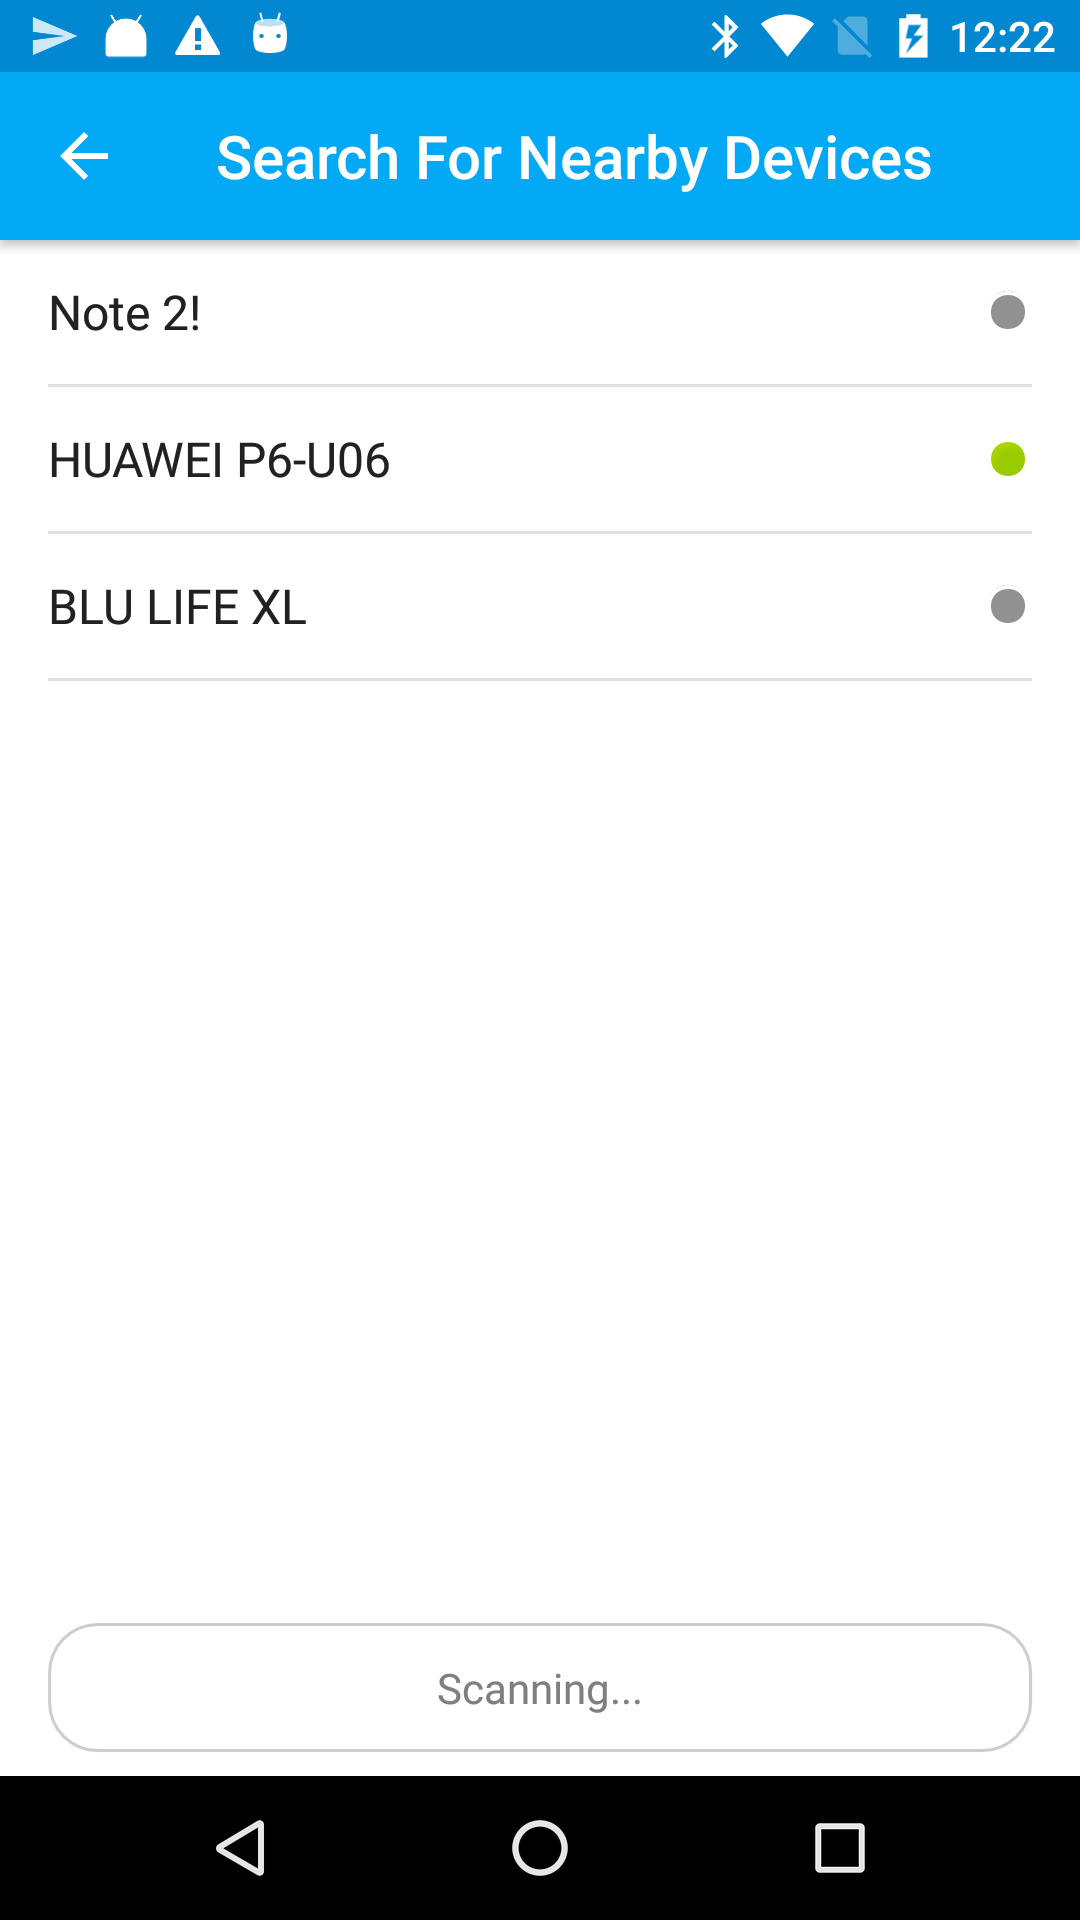 12:22
Search For Nearby Devices
Note 2!
HUAWEI P6-U06
BLU LIFE XL
Scanning...